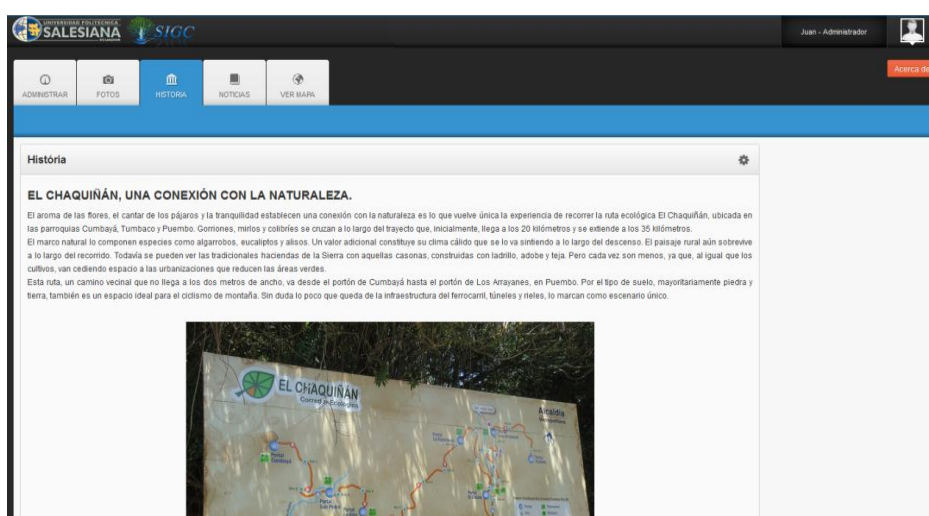 UNIVERSIDAD POLITÉCNICA
SALESIANA
ECUADOR
SIGC
Juan - Administrador
Acerca de
ADMINISTRAR
FOTOS
HISTORIA
NOTICIAS
VER MAPA
História
EL CHAQUIÑÁN, UNA CONEXIÓN CON LA NATURALEZA.
El aroma de las flores, el cantar de los pájaros y la tranquilidad establecen una conexión con la naturaleza es lo que vuelve única la experiencia de recorrer la ruta ecológica El Chaquiñán, ubicada en
las parroquias Cumbayá, Tumbaco y Puembo. Gorriones, mirlos y colibríes se cruzan a lo largo del trayecto que, inicialmente, llega a los 20 kilómetros y se extiende a los 35 kilómetros.
El marco natural lo componen especies como algarrobos, eucaliptos y alisos. Un valor adicional constituye su clima cálido que se lo va sintiendo a lo largo del descenso. El paisaje rural aún sobrevive
a lo largo del recorrido. Todavía se pueden ver las tradicionales haciendas de la Sierra con aquellas casonas, construidas con ladrillo, adobe y teja. Pero cada vez son menos, ya que, al igual que los
cultivos, van cediendo espacio a las urbanizaciones que reducen las áreas verdes.
Esta ruta, un camino vecinal que no llega a los dos metros de ancho, va desde el portón de Cumbayá hasta el portón de Los Arrayanes, en Puembo. Por el tipo de suelo, mayoritariamente piedra y
tierra, también es un espacio ideal para el ciclismo de montaña. Sin duda lo poco que queda de la infraestructura del ferrocarril, túneles y rieles, lo marcan como escenario único.
EL CHAQUIÑÁN
Corredor Ecológico
Alcaldía
Metropolitana
Portal
Cumbayá
Portal
San Pedro